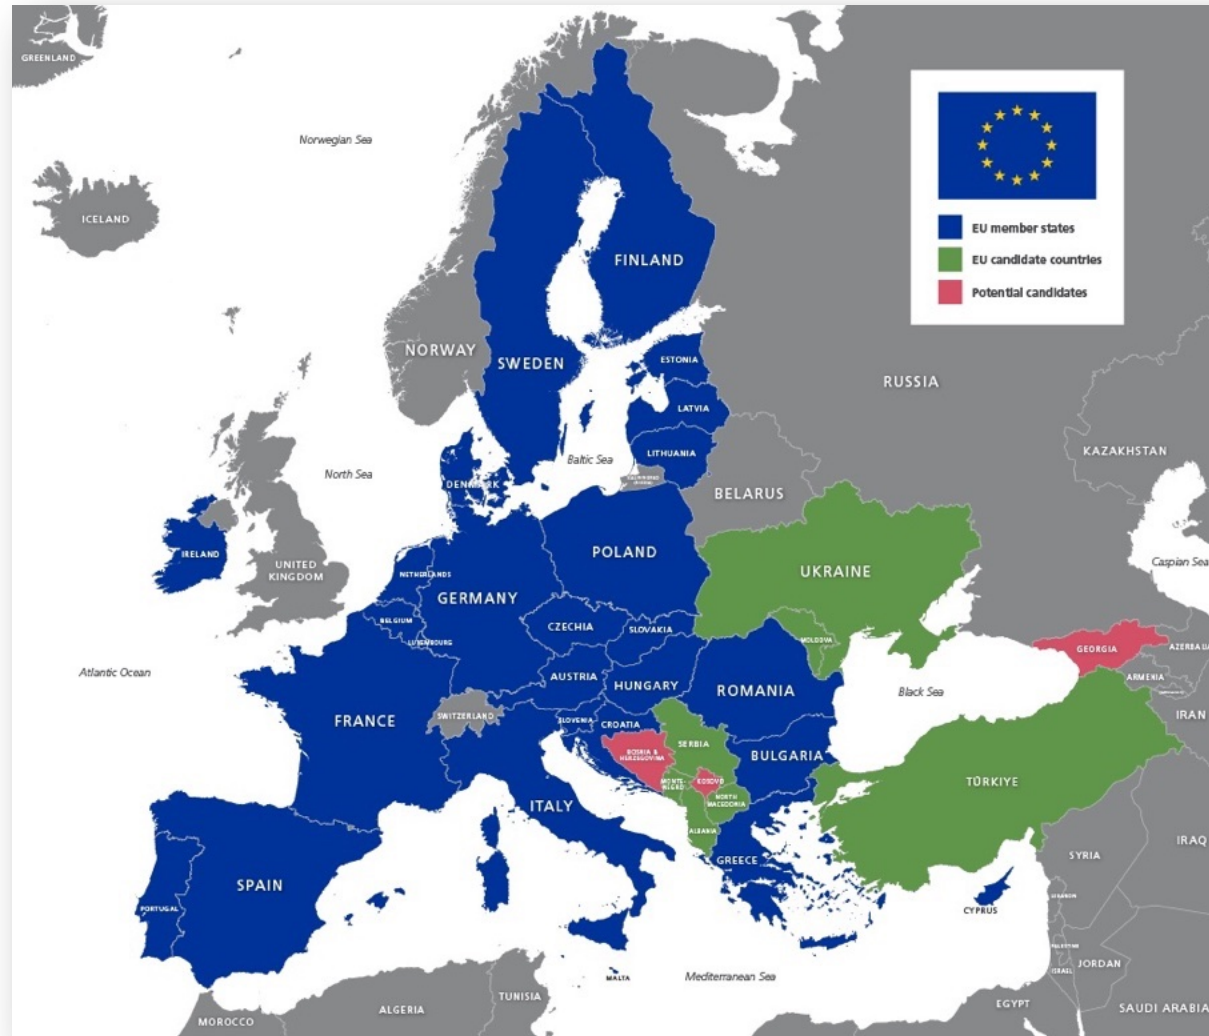 GREENLAND
Norwegian Sea
ICELAND
EU member states
EU candidate countries
Potential candidates
FINLAND
NORWAY
SWEDEN
ESTONIA
RUSSIA
LATVIA
KAZAKHSTAN
LITHUANIA
Baltic Sea
North Sea
DENMARK
BELARUS
IRELAND
UNITED
KINGDOM
POLAND
Caspian Sea
UKRAINE
NETHERLANDS
GERMANY
BELGIUM
CZECHIA
SLOVAKIA
LUXEMBOURG
MOLDOVA
GEORGIA
AZERBAIJ
Atlantic Ocean
AUSTRIA
ARMENIA
HUNGARY
ROMANIA
Black Sea
FRANCE
SWITZERLAND
SLOVENIA
CROATIA
IRAN
SERBIA
BOSNIA &
HERZEGOVINA
BULGARIA
MONTE-
NEGRO
KOSOVO
TÜRKIYE
NORTH
MACEDONIA
ITALY
ALBANIA
IRAQ
SYRIA
GREECE
SPAIN
LEBANON
PORTUGAL
CYPRUS
PALESTINE
JORDAN
ISRAEL
MALTA
Mediterranean Sea
TUNISIA
EGYPT
ALGERIA
SAUDI ARABIA
MOROCCO